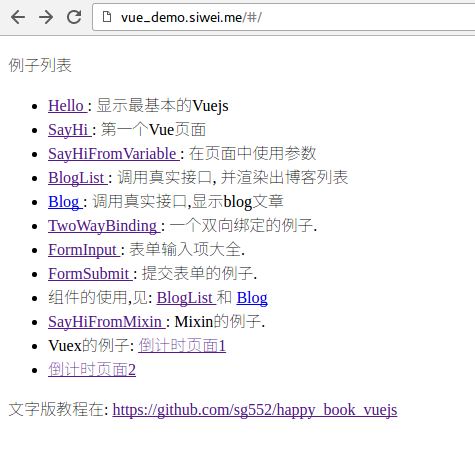 vue_demo.siwei.me/#/
例子列表
Hello : 显示最基本的Vuejs
SayHi : 第一个Vue页面
SayHiFromVariable : 在页面中使用参数
BlogList : 调用真实接口, 并渲染出博客列表
Blog : 调用真实接口,显示blog文章
TwoWayBinding : 一个双向绑定的例子.
FormInput : 表单输入项大全.
FormSubmit : 提交表单的例子.
组件的使用,见: BlogList 和 Blog
SayHiFromMixin : Mixin的例子.
Vuex的例子: 倒计时页面1
倒计时页面2
文字版教程在: https://github.com/sg552/happy_book_vuejs